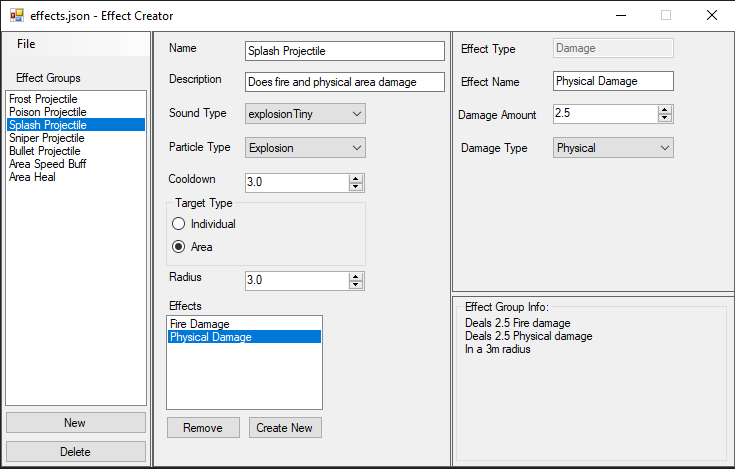 effects.json - Effect Creator
File
Effect Groups
Frost Projectile
Poison Projectile
Splash Projectile
Sniper Projectile
Bullet Projectile
Area Speed Buff
Area Heal
New
Delete
Name Splash Projectile
Description Does fire and physical area damage
Sound Type explosionTiny
Particle Type Explosion
Cooldown 3.0
Target Type
Individual
Area
Radius 3.0
Effects
Fire Damage
Physical Damage
Remove Create New
Effect Type Damage
Effect Name Physical Damage
Damage Amount 2.5
Damage Type Physical
Effect Group Info:
Deals 2.5 Fire damage
Deals 2.5 Physical damage
In a 3m radius